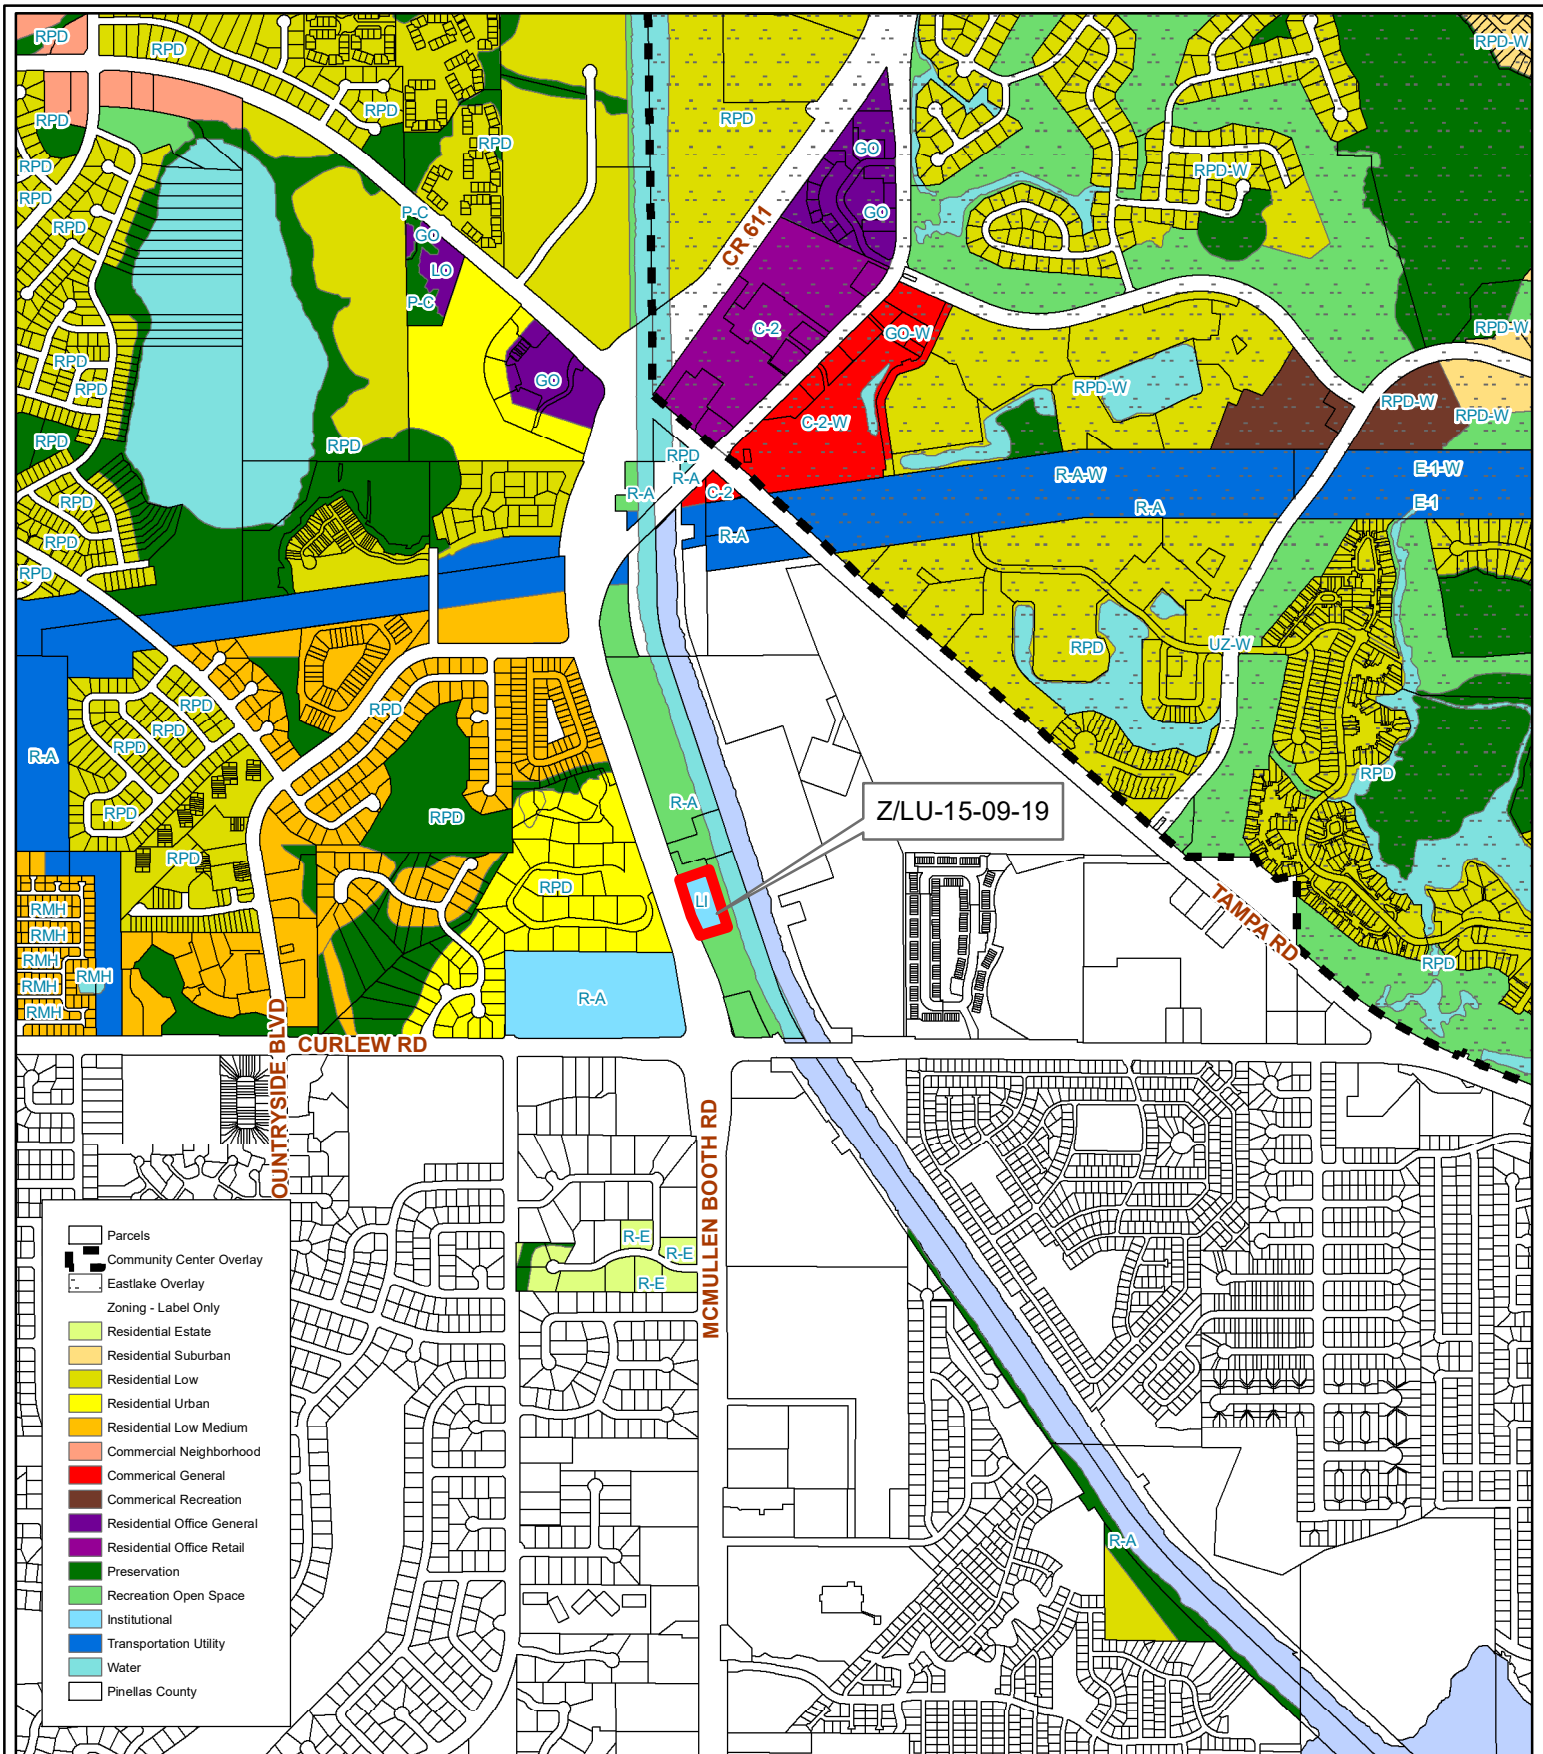 RPD
RPD
RPD-W
RPD
RPD
RPD
RPD
GO
RPD
RPD-W
RPD
RPD
P-C
GO
GO
CR 611
LO
P-C
C-2
GO-W
RPD-W
RPD
RPD
GO
RPD-W
RPD-W
RPD-W
C-2-W
RPD
RPD
RPD
R-A
R-A-W
E-1-W
RPD
R-A
C-2
R-A
E-1
R-A
RPD
RPD
RPD
UZ-W
RPD
RPD
RPD
RPD
R-A
RPD
R-A
RPD
Z/LU-15-09-19
RPD
RPD
RPD
RPD
LI
TAMPA RD
RMH
RMH
RMH
RMH
RMH
RMH
RPD
R-A
OUNTRYSIDE BLVD
CURLEW RD
MCMULLEN BOOTH RD
R-E
R-E
R-E
R-A
Parcels
Community Center Overlay
Eastlake Overlay
Zoning - Label Only
Residential Estate
Residential Suburban
Residential Low
Residential Urban
Residential Low Medium
Commercial Neighborhood
Commerical General
Commerical Recreation
Residential Office General
Residential Office Retail
Preservation
Recreation Open Space
Institutional
Transportation Utility
Water
Pinellas County